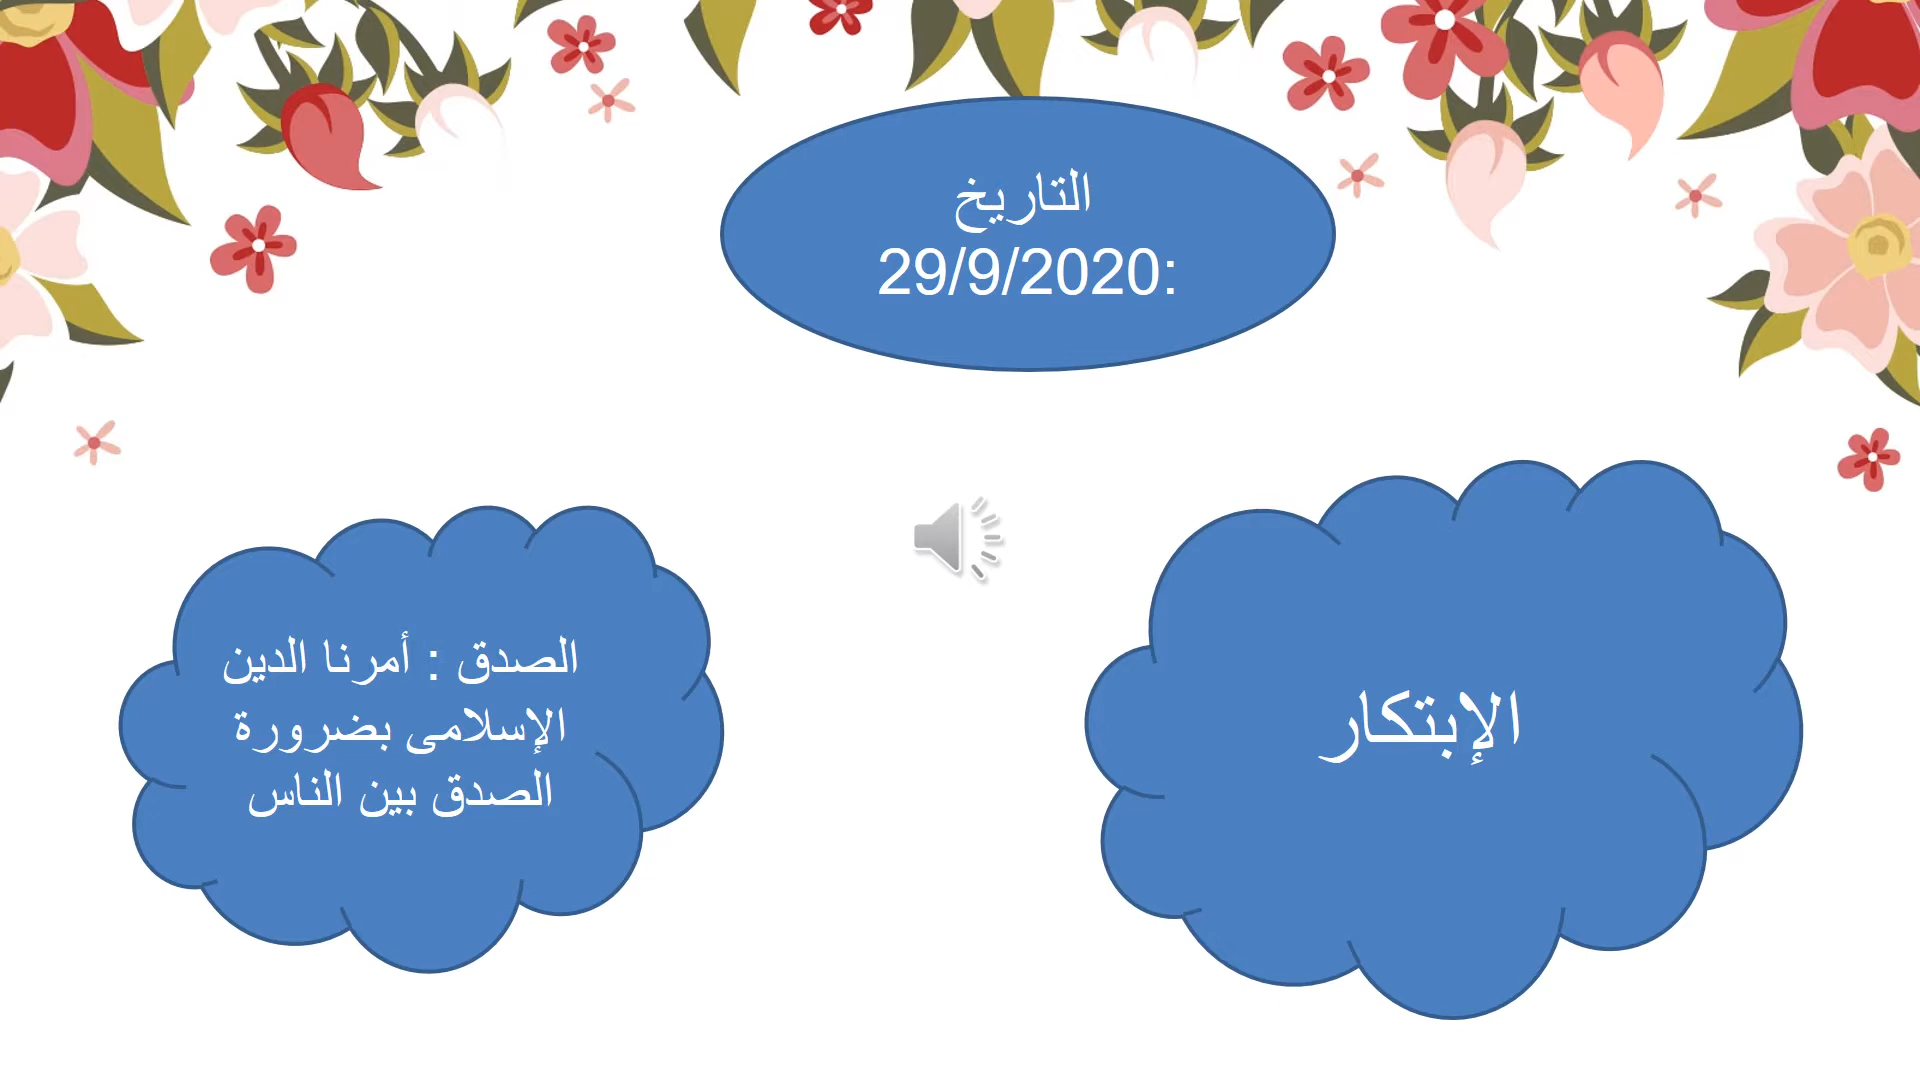 التاريخ
29/9/2020:
الإبتكار
الصدق : أمرنا الدين
الإسلامى بضرورة
الصدق بين الناس